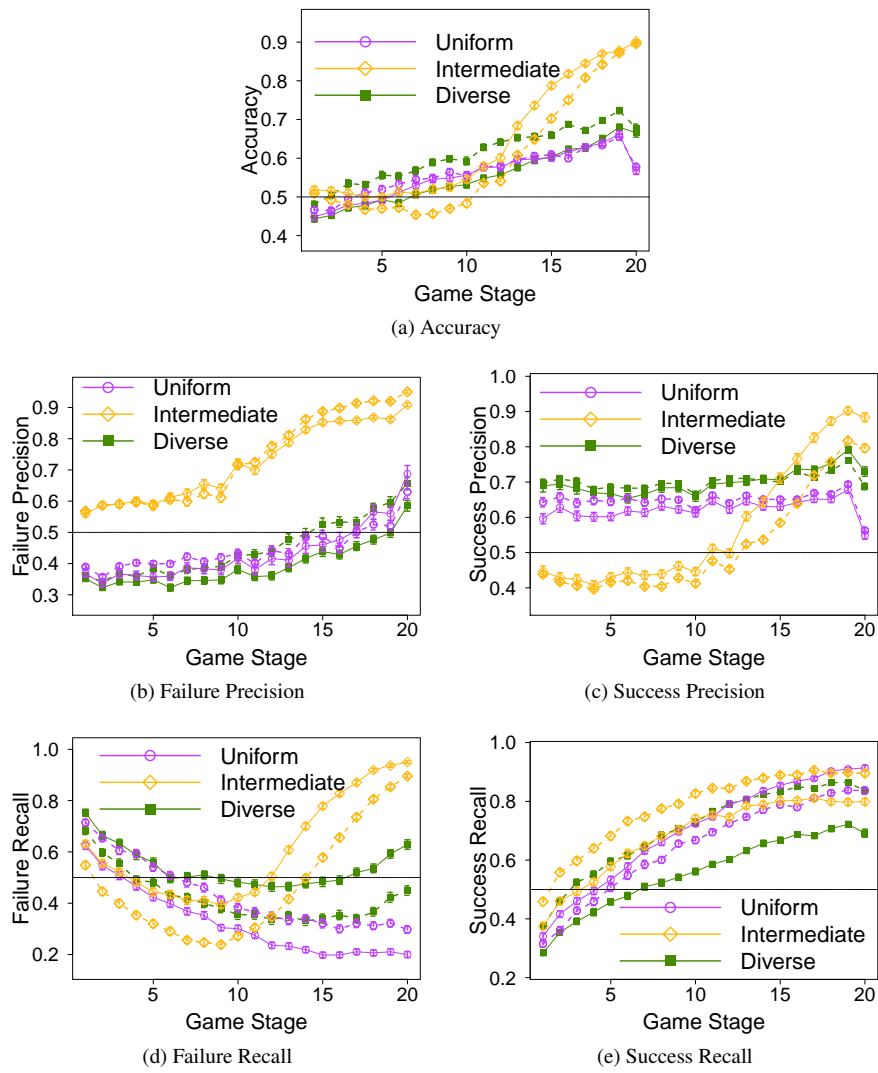 Accuracy
0.9
0.8
0.7
0.6
0.5
0.4
Uniform
Intermediate
Diverse
5 10 15 20
Game Stage
(a) Accuracy
Failure Precision
0.9
0.8
0.7
0.6
0.5
0.4
0.3
Uniform
Intermediate
Diverse
5 10 15 20
Game Stage
(b) Failure Precision
Success Precision
1.0
0.9
0.8
0.7
0.6
0.5
0.4
Uniform
Intermediate
Diverse
5 10 15 20
Game Stage
(c) Success Precision
Failure Recall
1.0
0.8
0.6
0.4
0.2
Uniform
Intermediate
Diverse
5 10 15 20
Game Stage
(d) Failure Recall
Success Recall
1.0
0.8
0.6
0.4
0.2
Uniform
Intermediate
Diverse
5 10 15 20
Game Stage
(e) Success Recall